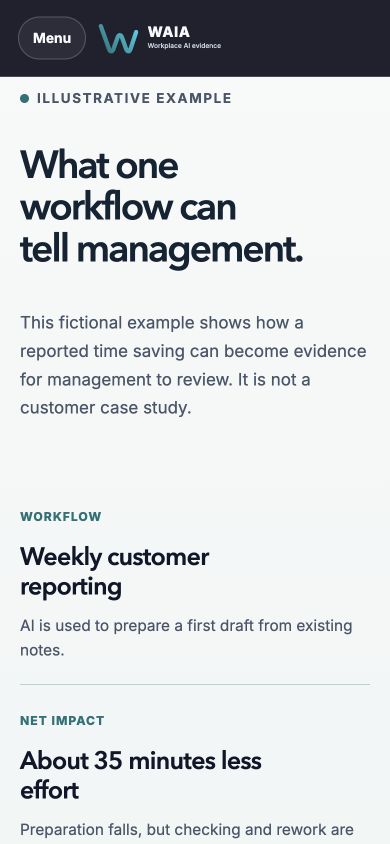 Menu
WAIA
Workplace AI evidence
ILLUSTRATIVE EXAMPLE
What one
workflow can
tell management.
This fictional example shows how a
reported time saving can become evidence
for management to review. It is not a
customer case study.
WORKFLOW
Weekly customer
reporting
AI is used to prepare a first draft from existing
notes.
NET IMPACT
About 35 minutes less
effort
Preparation falls, but checking and rework are